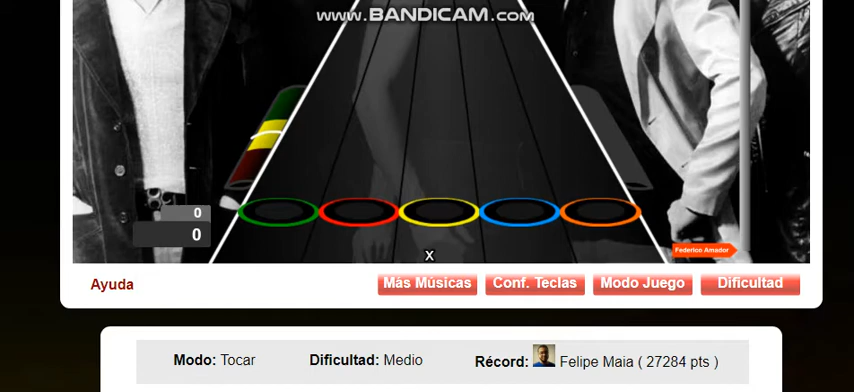 www.BANDICAM.com
0
0
X
Federico Amador
Ayuda
Más Músicas
Conf. Teclas
Modo Juego
Dificultad
Modo: Tocar Dificultad: Medio Récord: Felipe Maia ( 27284 pts )